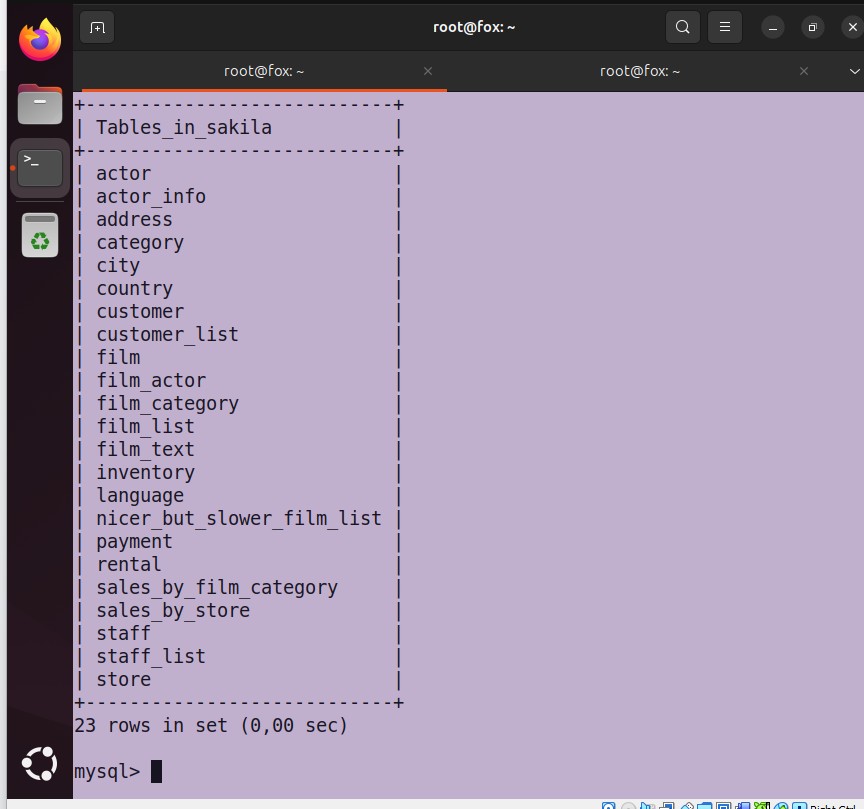 root@fox: ~
root@fox: ~
root@fox: ~
+----------------------------+
| Tables_in_sakila           |
+----------------------------+
| actor                      |
| actor_info                 |
| address                    |
| category                   |
| city                       |
| country                    |
| customer                   |
| customer_list              |
| film                       |
| film_actor                 |
| film_category              |
| film_list                  |
| film_text                  |
| inventory                  |
| language                   |
| nicer_but_slower_film_list |
| payment                    |
| rental                     |
| sales_by_film_category     |
| sales_by_store             |
| staff                      |
| staff_list                 |
| store                      |
+----------------------------+
23 rows in set (0,00 sec)
mysql>
Right Ctrl